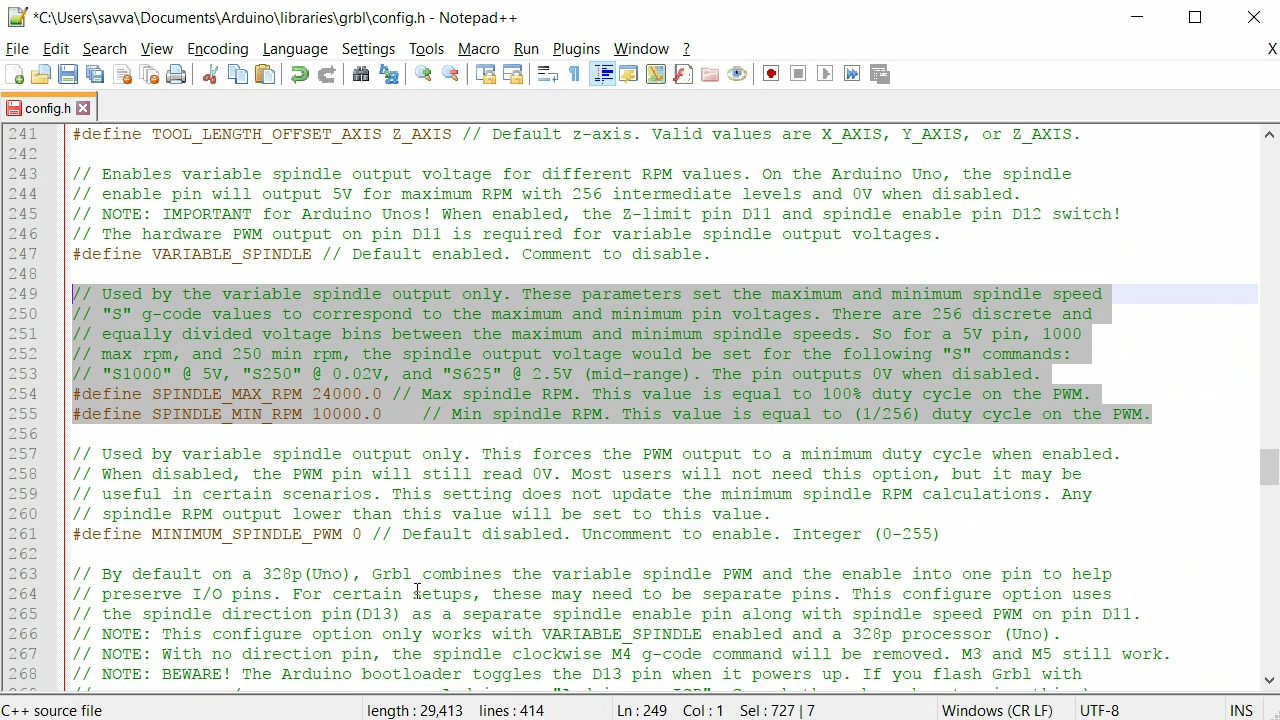 *C:\Users\savva\Documents\Arduino\libraries\grbl\config.h - Notepad++
File Edit Search View Encoding Language Settings Tools Macro Run Plugins Window ? X
config.h
241 #define TOOL_LENGTH_OFFSET_AXIS Z_AXIS // Default z-axis. Valid values are X_AXIS, Y_AXIS, or Z_AXIS.
242
243 // Enables variable spindle output voltage for different RPM values. On the Arduino Uno, the spindle
244 // enable pin will output 5V for maximum RPM with 256 intermediate levels and 0V when disabled.
245 // NOTE: IMPORTANT for Arduino Unos! When enabled, the Z-limit pin D11 and spindle enable pin D12 switch!
246 // The hardware PWM output on pin D11 is required for variable spindle output voltages.
247 #define VARIABLE_SPINDLE // Default enabled. Comment to disable.
248
249 // Used by the variable spindle output only. These parameters set the maximum and minimum spindle speed
250 // "S" g-code values to correspond to the maximum and minimum pin voltages. There are 256 discrete and
251 // equally divided voltage bins between the maximum and minimum spindle speeds. So for a 5V pin, 1000
252 // max rpm, and 250 min rpm, the spindle output voltage would be set for the following "S" commands:
253 // "S1000" @ 5V, "S250" @ 0.02V, and "S625" @ 2.5V (mid-range). The pin outputs 0V when disabled.
254 #define SPINDLE_MAX_RPM 24000.0 // Max spindle RPM. This value is equal to 100% duty cycle on the PWM.
255 #define SPINDLE_MIN_RPM 10000.0 // Min spindle RPM. This value is equal to (1/256) duty cycle on the PWM.
256
257 // Used by variable spindle output only. This forces the PWM output to a minimum duty cycle when enabled.
258 // When disabled, the PWM pin will still read 0V. Most users will not need this option, but it may be
259 // useful in certain scenarios. This setting does not update the minimum spindle RPM calculations. Any
260 // spindle RPM output lower than this value will be set to this value.
261 #define MINIMUM_SPINDLE_PWM 0 // Default disabled. Uncomment to enable. Integer (0-255)
262
263 // By default on a 328p(Uno), Grbl combines the variable spindle PWM and the enable into one pin to help
264 // preserve I/O pins. For certain setups, these may need to be separate pins. This configure option uses
265 // the spindle direction pin(D13) as a separate spindle enable pin along with spindle speed PWM on pin D11.
266 // NOTE: This configure option only works with VARIABLE_SPINDLE enabled and a 328p processor (Uno).
267 // NOTE: With no direction pin, the spindle clockwise M4 g-code command will be removed. M3 and M5 still work.
268 // NOTE: BEWARE! The Arduino bootloader toggles the D13 pin when it powers up. If you flash Grbl with
C++ source file length : 29,413 lines : 414 Ln : 249 Col : 1 Sel : 727 | 7 Windows (CR LF) UTF-8 INS